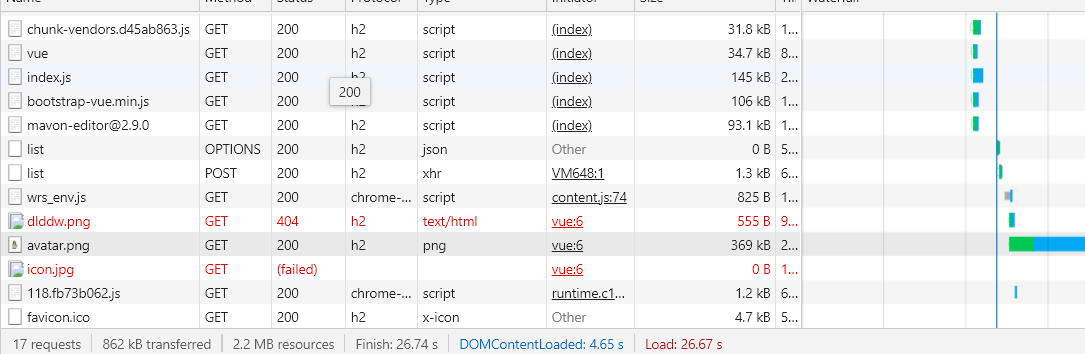 Name Method Status Protocol Type Initiator Size Waterfall
chunk-vendors.d45ab863.js GET 200 h2 script (index) 31.8 kB 1...
vue GET 200 h2 script (index) 34.7 kB 8...
index.js GET 200 h2 script (index) 145 kB 2...
200
bootstrap-vue.min.js GET 200 h2 script (index) 106 kB 1...
mavon-editor@2.9.0 GET 200 h2 script (index) 93.1 kB 1...
list OPTIONS 200 h2 json Other 0 B 5...
list POST 200 h2 xhr VM648:1 1.3 kB 6...
wrs_env.js GET 200 chrome-... script content.js:74 825 B 1...
dlddw.png GET 404 h2 text/html vue:6 555 B 9...
avatar.png GET 200 h2 png vue:6 369 kB 2...
icon.jpg GET (failed) vue:6 0 B 1...
118.fb73b062.js GET 200 chrome-... script runtime.c1... 1.2 kB 6...
favicon.ico GET 200 h2 x-icon Other 4.7 kB 5...
17 requests 862 kB transferred 2.2 MB resources Finish: 26.74 s DOMContentLoaded: 4.65 s Load: 26.67 s